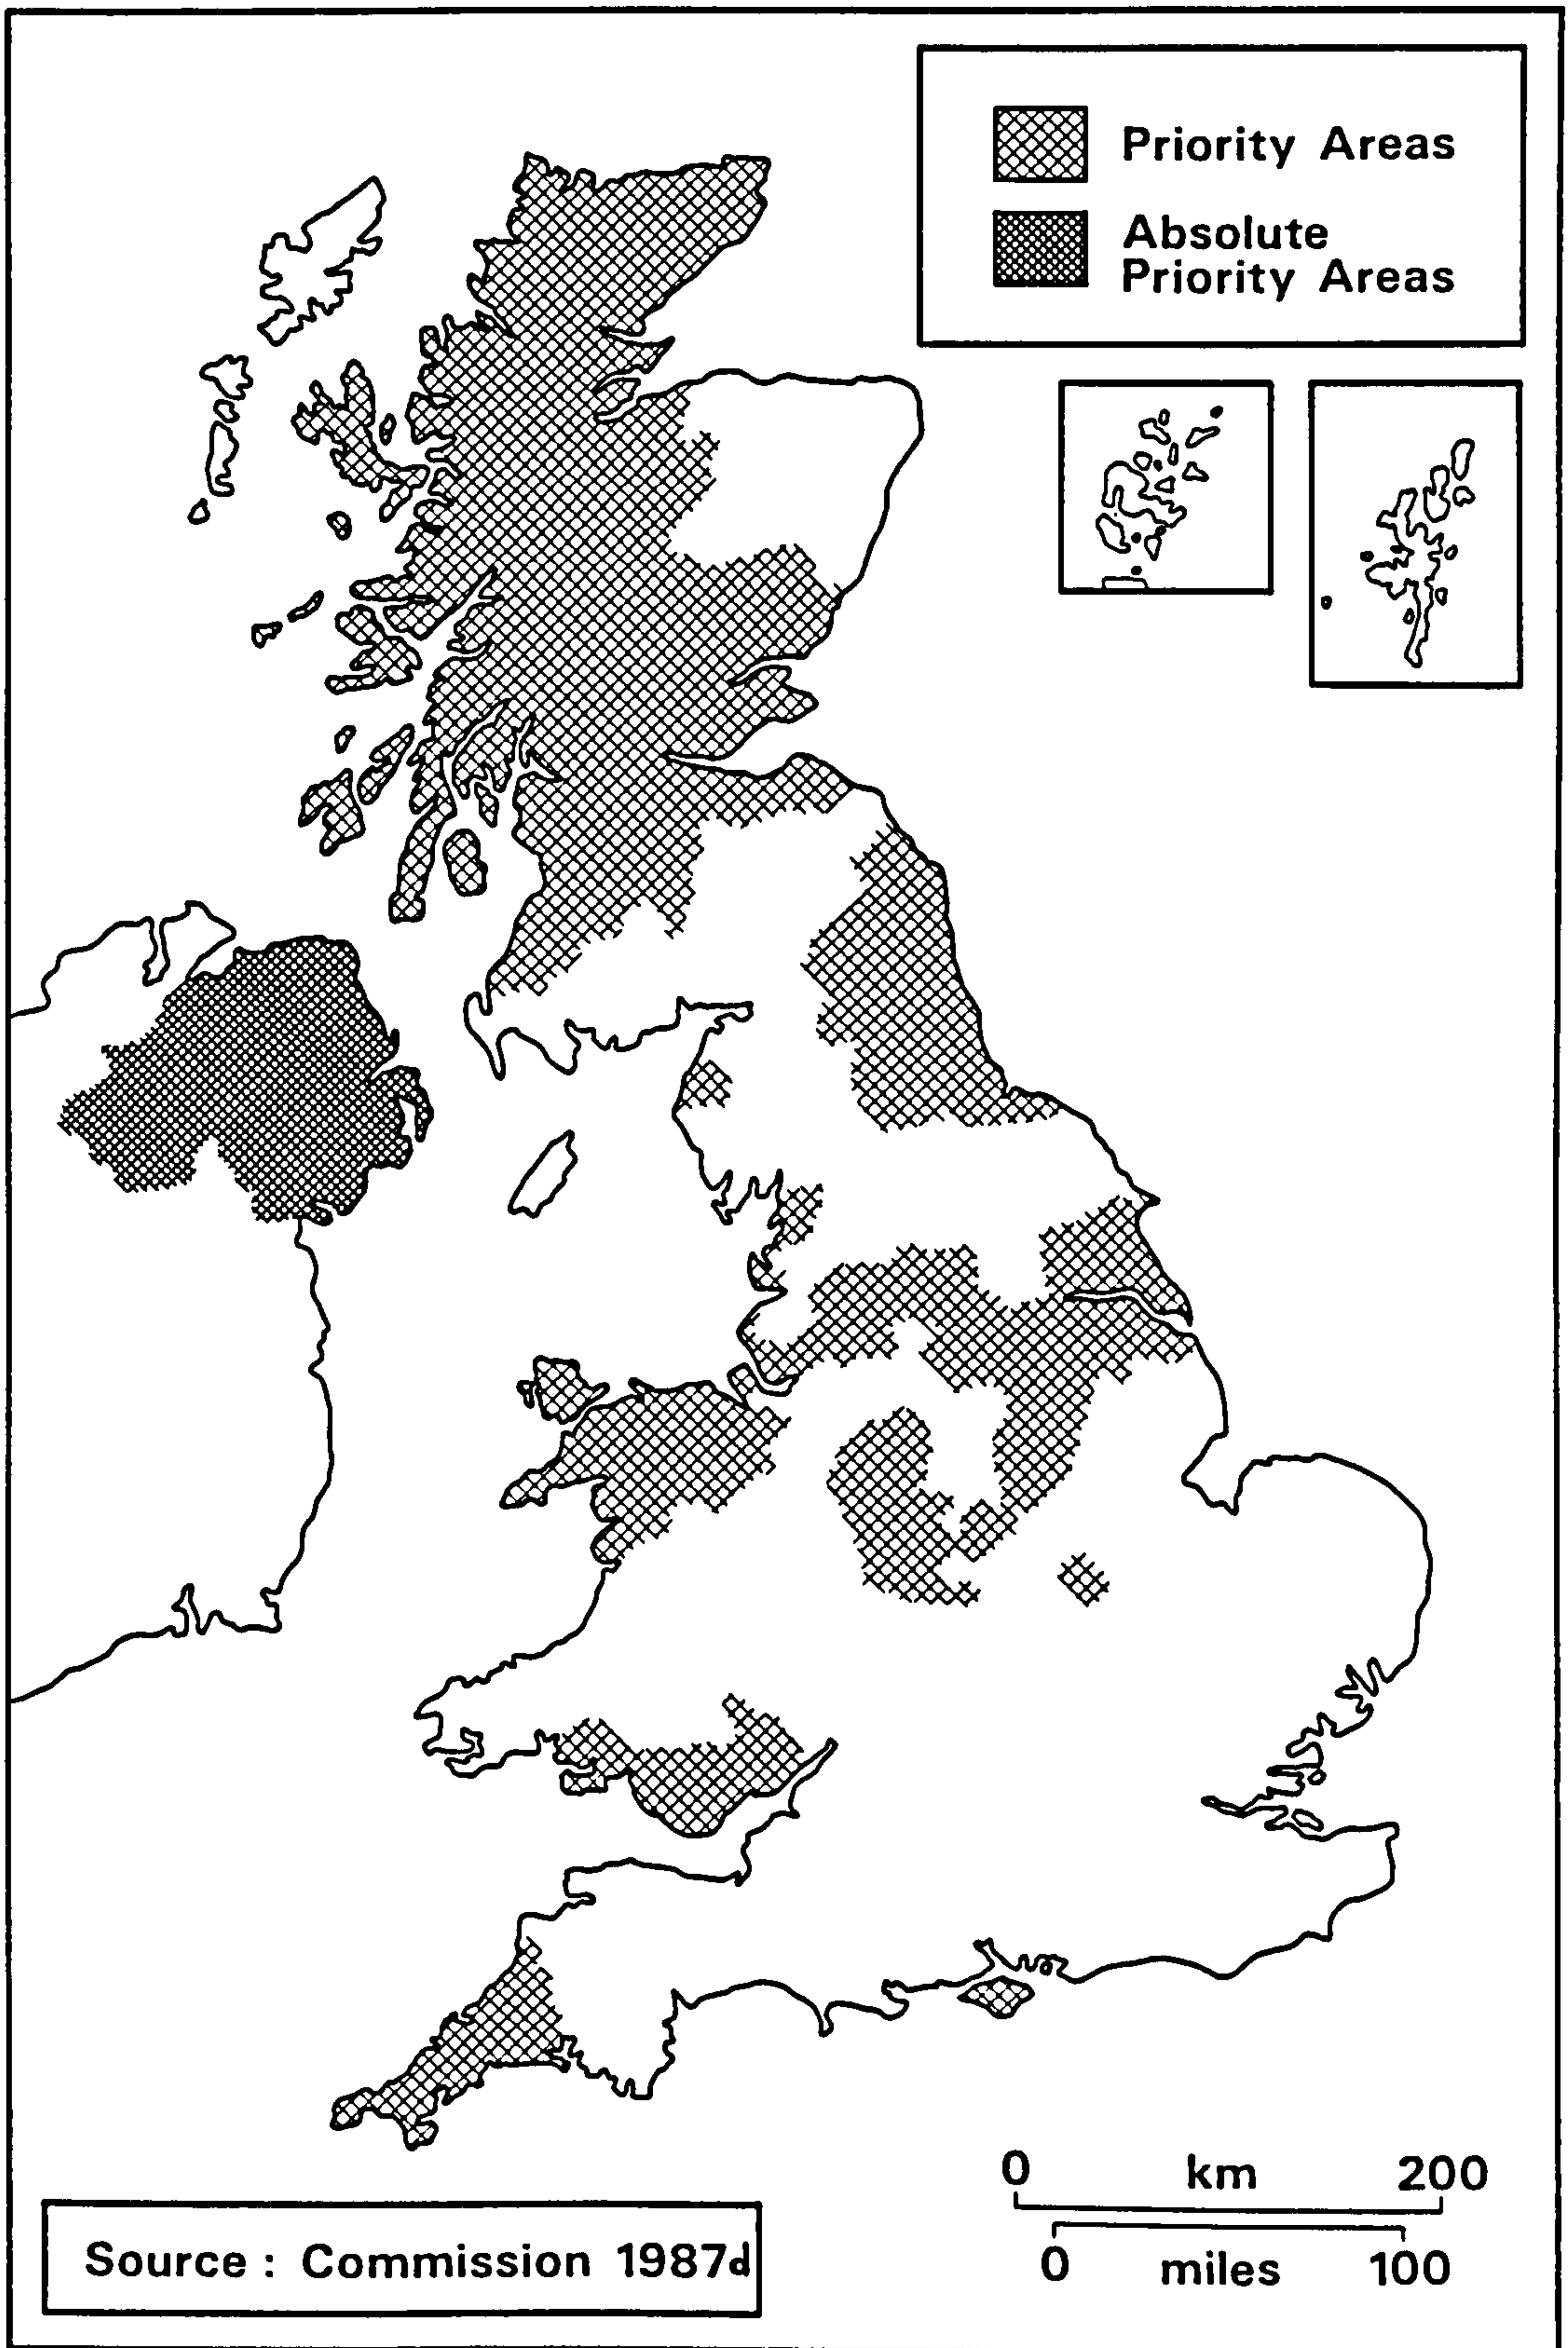 Priority Areas
Absolute
Priority Areas
0 km 200
0 miles 100
Source : Commission 1987d